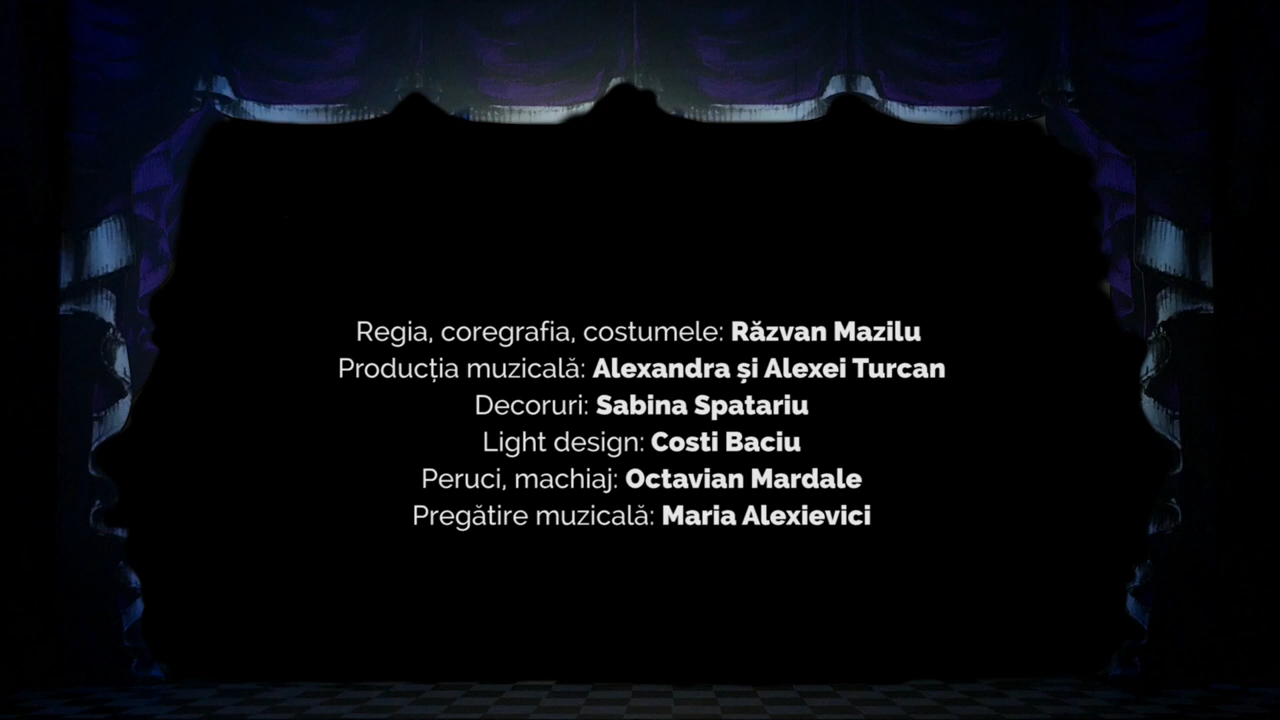 Regia, coregrafia, costumele: Răzvan Mazilu
Producția muzicală: Alexandra și Alexei Turcan
Decoruri: Sabina Spatariu
Light design: Costi Baciu
Peruci, machiaj: Octavian Mardale
Pregătire muzicală: Maria Alexievici